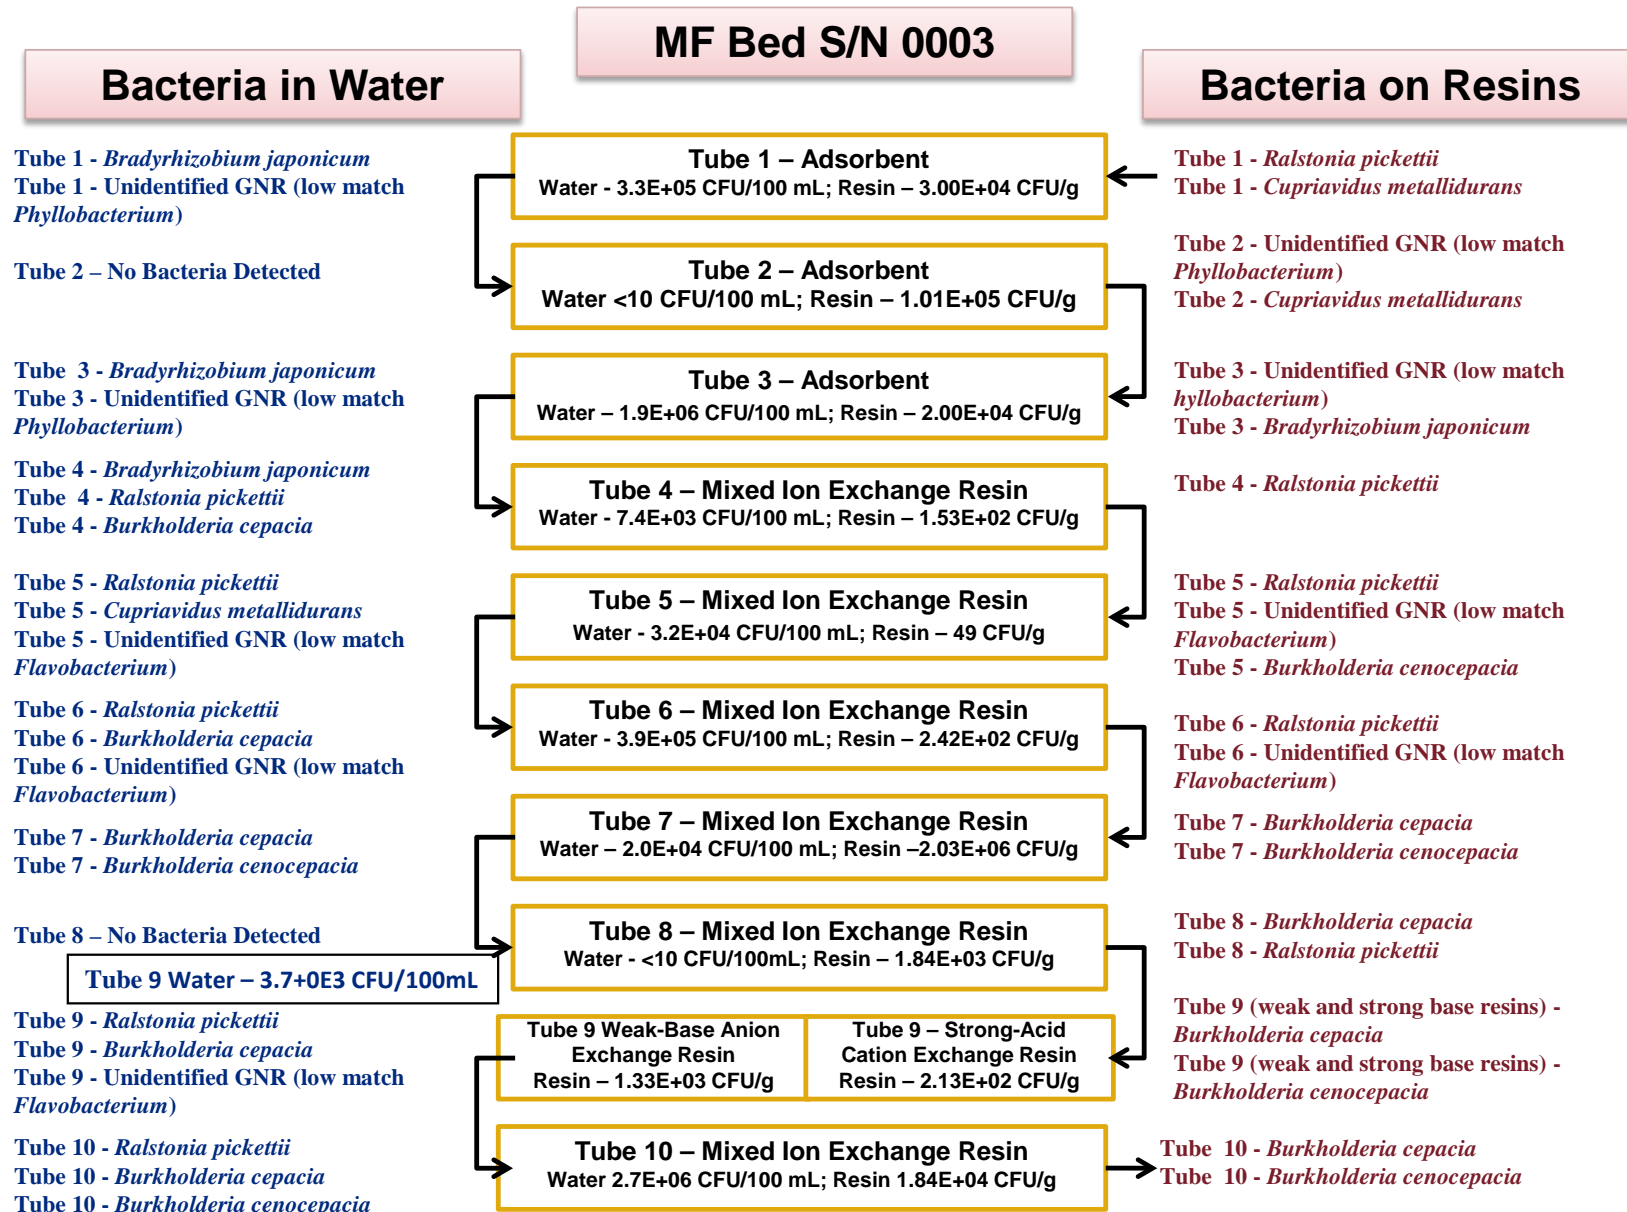 MF Bed S/N 0003
Bacteria in Water
Bacteria on Resins
Tube 1 - Bradyrhizobium japonicum
Tube 1 - Unidentified GNR (low match
Phyllobacterium)
Tube 2 – No Bacteria Detected
Tube  3 - Bradyrhizobium japonicum
Tube 3 - Unidentified GNR (low match
Phyllobacterium)
Tube 4 - Bradyrhizobium japonicum
Tube  4 - Ralstonia pickettii
Tube 4 - Burkholderia cepacia
Tube 5 - Ralstonia pickettii
Tube 5 - Cupriavidus metallidurans
Tube 5 - Unidentified GNR (low match
Flavobacterium)
Tube 6 - Ralstonia pickettii
Tube 6 - Burkholderia cepacia
Tube 6 - Unidentified GNR (low match
Flavobacterium)
Tube 7 - Burkholderia cepacia
Tube 7 - Burkholderia cenocepacia
Tube 8 – No Bacteria Detected
Tube 9 Water – 3.7+0E3 CFU/100mL
Tube 9 - Ralstonia pickettii
Tube 9 - Burkholderia cepacia
Tube 9 - Unidentified GNR (low match
Flavobacterium)
Tube 10 - Ralstonia pickettii
Tube 10 - Burkholderia cepacia
Tube 10 - Burkholderia cenocepacia
Tube 1 – Adsorbent
Water - 3.3E+05 CFU/100 mL; Resin – 3.00E+04 CFU/g
Tube 2 – Adsorbent
Water <10 CFU/100 mL; Resin – 1.01E+05 CFU/g
Tube 3 – Adsorbent
Water – 1.9E+06 CFU/100 mL; Resin – 2.00E+04 CFU/g
Tube 4 – Mixed Ion Exchange Resin
Water - 7.4E+03 CFU/100 mL; Resin – 1.53E+02 CFU/g
Tube 5 – Mixed Ion Exchange Resin
Water - 3.2E+04 CFU/100 mL; Resin – 49 CFU/g
Tube 6 – Mixed Ion Exchange Resin
Water - 3.9E+05 CFU/100 mL; Resin – 2.42E+02 CFU/g
Tube 7 – Mixed Ion Exchange Resin
Water – 2.0E+04 CFU/100 mL; Resin –2.03E+06 CFU/g
Tube 8 – Mixed Ion Exchange Resin
Water - <10 CFU/100mL; Resin – 1.84E+03 CFU/g
Tube 9 Weak-Base Anion
Exchange Resin
Resin – 1.33E+03 CFU/g
Tube 9 – Strong-Acid
Cation Exchange Resin
Resin – 2.13E+02 CFU/g
Tube 10 – Mixed Ion Exchange Resin
Water 2.7E+06 CFU/100 mL; Resin 1.84E+04 CFU/g
Tube 1 - Ralstonia pickettii
Tube 1 - Cupriavidus metallidurans
Tube 2 - Unidentified GNR (low match
Phyllobacterium)
Tube 2 - Cupriavidus metallidurans
Tube 3 - Unidentified GNR (low match
hyllobacterium)
Tube 3 - Bradyrhizobium japonicum
Tube 4 - Ralstonia pickettii
Tube 5 - Ralstonia pickettii
Tube 5 - Unidentified GNR (low match
Flavobacterium)
Tube 5 - Burkholderia cenocepacia
Tube 6 - Ralstonia pickettii
Tube 6 - Unidentified GNR (low match
Flavobacterium)
Tube 7 - Burkholderia cepacia
Tube 7 - Burkholderia cenocepacia
Tube 8 - Burkholderia cepacia
Tube 8 - Ralstonia pickettii
Tube 9 (weak and strong base resins) -
Burkholderia cepacia
Tube 9 (weak and strong base resins) -
Burkholderia cenocepacia
Tube  10 - Burkholderia cepacia
Tube  10 - Burkholderia cenocepacia